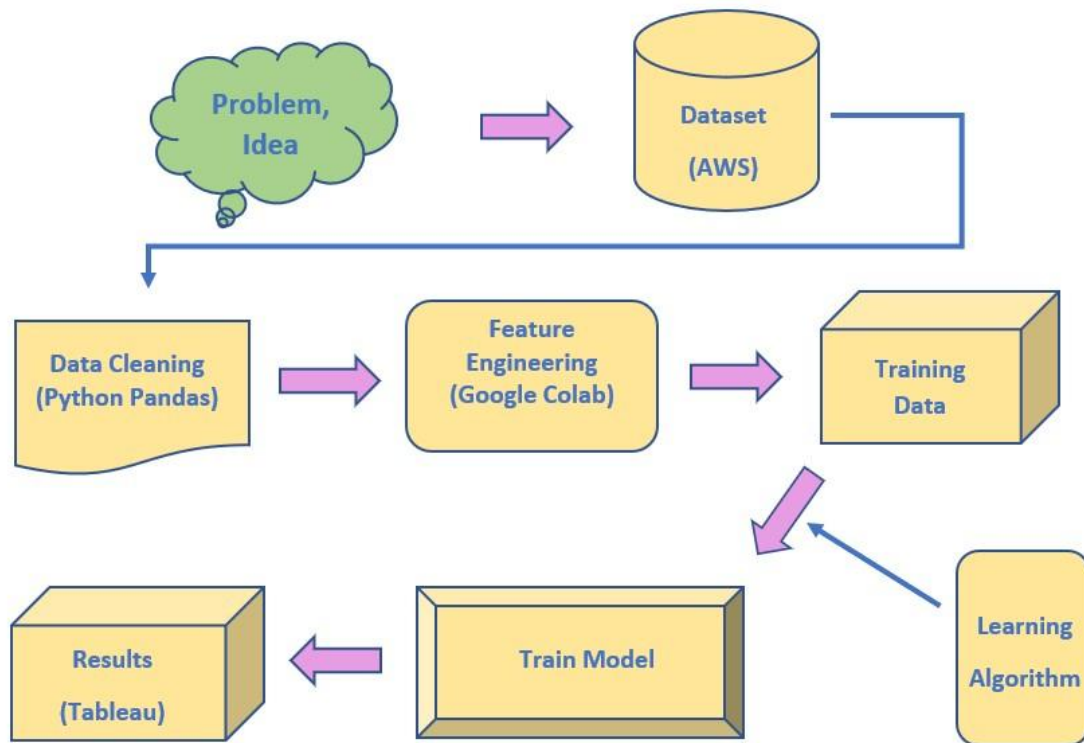 Problem,
Idea
Dataset
(AWS)
Data Cleaning
(Python Pandas)
Feature
Engineering
(Google Colab)
Training
Data
Results
(Tableau)
Train Model
Learning
Algorithm